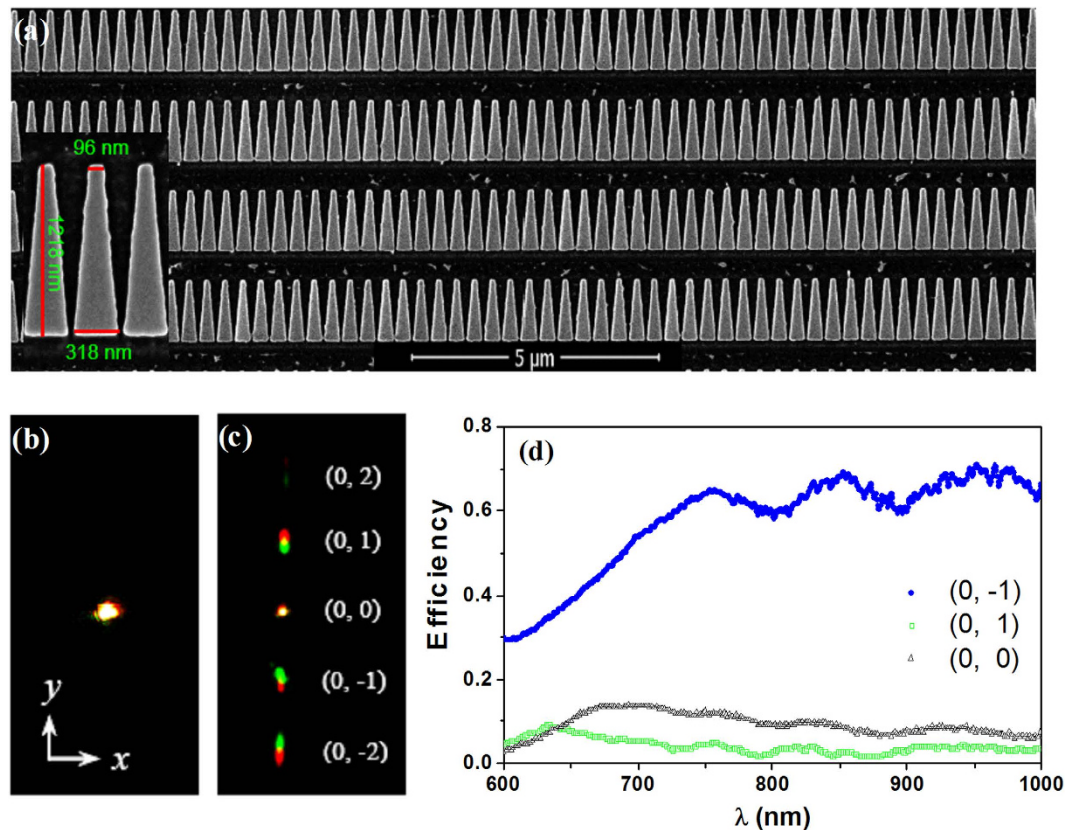 (a)
96 nm
1218 nm
318 nm
5 μm
(b)
y
x
(c)
(0, 2)
(0, 1)
(0, 0)
(0, -1)
(0, -2)
(d)
Efficiency
0.8
0.6
0.4
0.2
0.0
(0, -1)
(0, 1)
(0, 0)
600 700 800 900 1000
λ (nm)